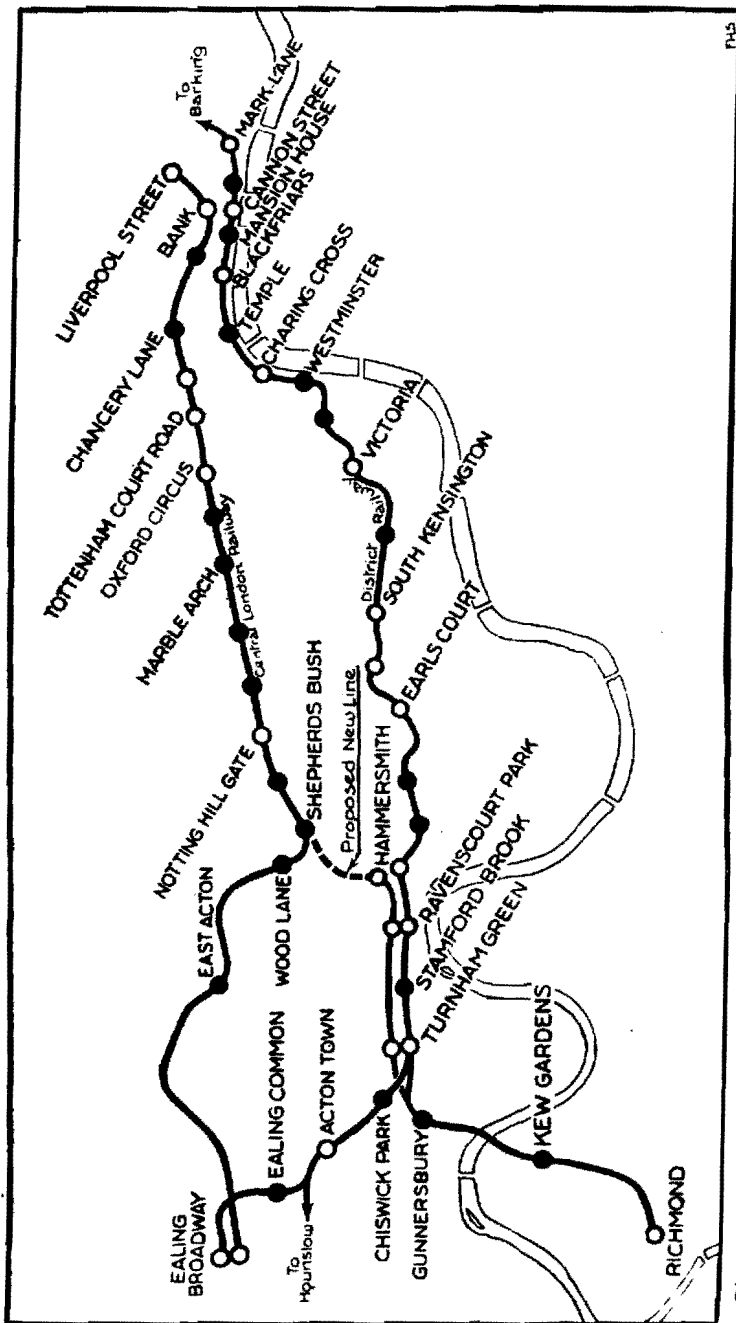 LIVERPOOL STREET
BANK
CHANCERY LANE
TOTTENHAM COURT ROAD
OXFORD CIRCUS
MARBLE ARCH
Central London Railway
NOTTING HILL GATE
SHEPHERDS BUSH
Proposed New Line
EAST ACTON
WOOD LANE
EALING COMMON
ACTON TOWN
EALING
BROADWAY
To
Hounslow
To
Barking
MARK LANE
CANNON STREET
MANSION HOUSE
BLACKFRIARS
TEMPLE
CHARING CROSS
WESTMINSTER
VICTORIA
District
SOUTH KENSINGTON
EARLS COURT
HAMMERSMITH
RAVENSCOURT PARK
STAMFORD BROOK
TURNHAM GREEN
CHISWICK PARK
GUNNERSBURY
KEW GARDENS
RICHMOND